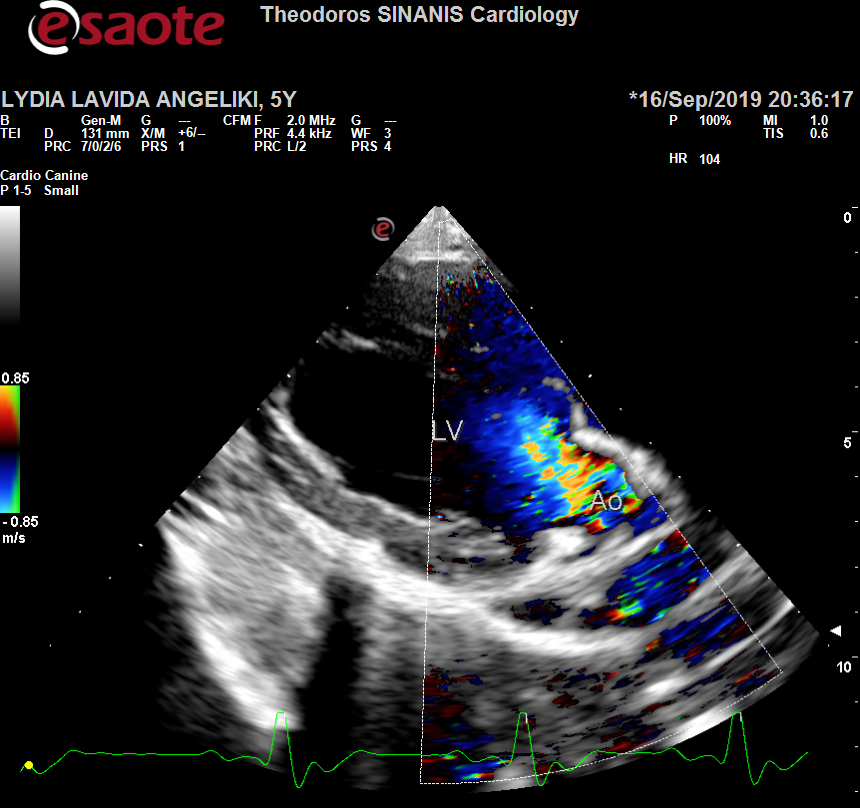 esaote
Theodoros SINANIS Cardiology
LYDIA LAVIDA ANGELIKI, 5Y
*16/Sep/2019 20:36:17
B Gen-M G --- CFM F 2.0 MHz G --- P 100% MI 1.0
TEI D 131 mm X/M +6/-- PRF 4.4 kHz WF 3 TIS 0.6
PRC 7/0/2/6 PRS 1 PRC L/2 PRS 4
HR 104
Cardio Canine
P 1-5 Small
e
0
0.85
5
LV
Ao
-0.85
m/s
10